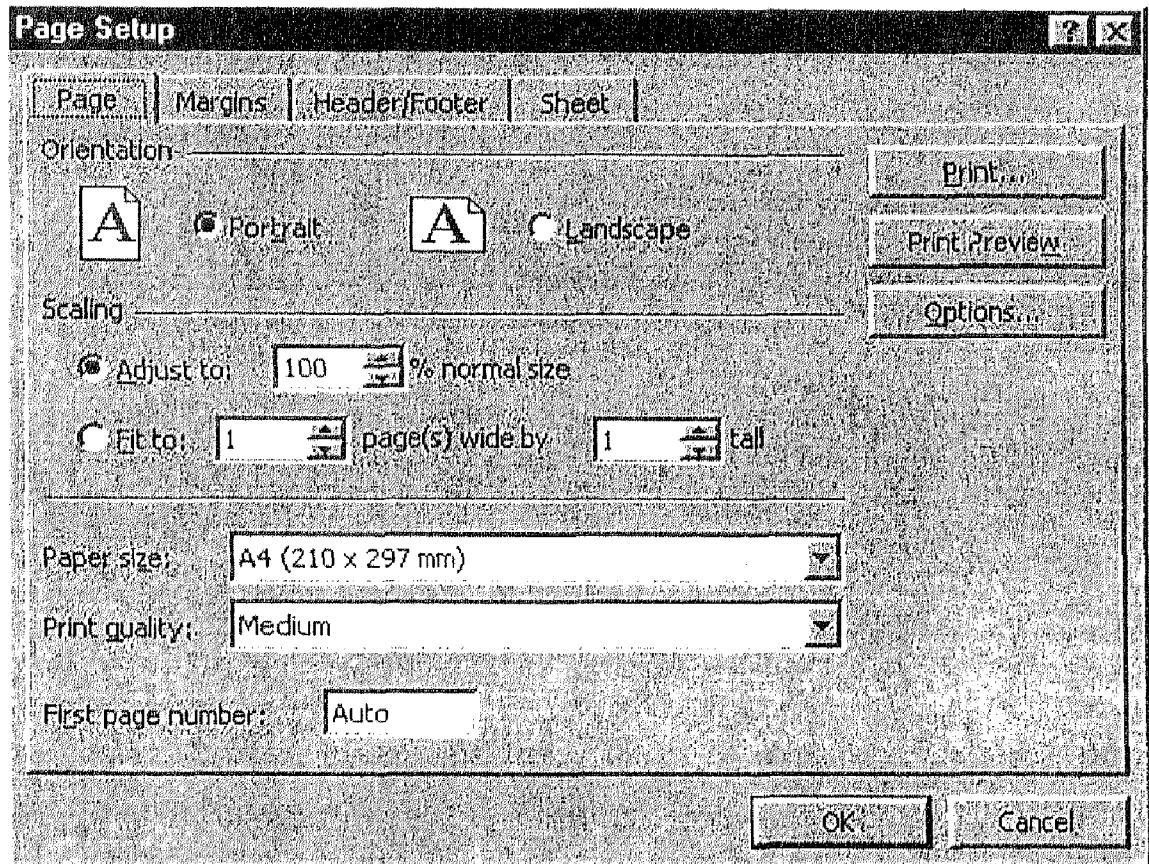 Page Setup
Page Margins Header/Footer Sheet
Orientation
A Portrait A Landscape
Print...
Print Preview
Options...
Scaling
Adjust to: 100 % normal size
Fit to: 1 page(s) wide by 1 tall
Paper size: A4 (210 x 297 mm)
Print quality: Medium
First page number: Auto
OK Cancel